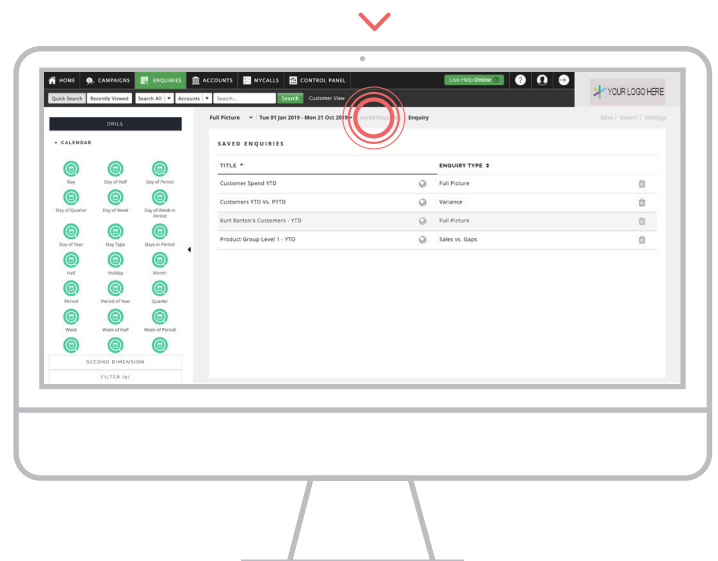 HOME CAMPAIGNS ENQUIRIES ACCOUNTS MYCALLS CONTROL PANEL Live Help Online ?
YOUR LOGO HERE
Quick Search Recently Viewed Search All Accounts Search... Search Customer View
Full Picture Tue 01 Jan 2019 - Mon 21 Oct 2019 Saved Enquiries Enquiry Save Export Settings
DRILL
CALENDAR
Day Day of Half Day of Period
Day of Quarter Day of Week Day of Week in Period
Day of Year Day Type Days in Period
Half Holiday Month
Period Period of Year Quarter
Week Week of Half Week of Period
SECOND DIMENSION
FILTER (0)
SAVED ENQUIRIES
TITLE ENQUIRY TYPE
Customer Spend YTD Full Picture
Customers YTD Vs. PYTD Variance
Kurt Barton's Customers - YTD Full Picture
Product Group Level 1 - YTD Sales vs. Gaps